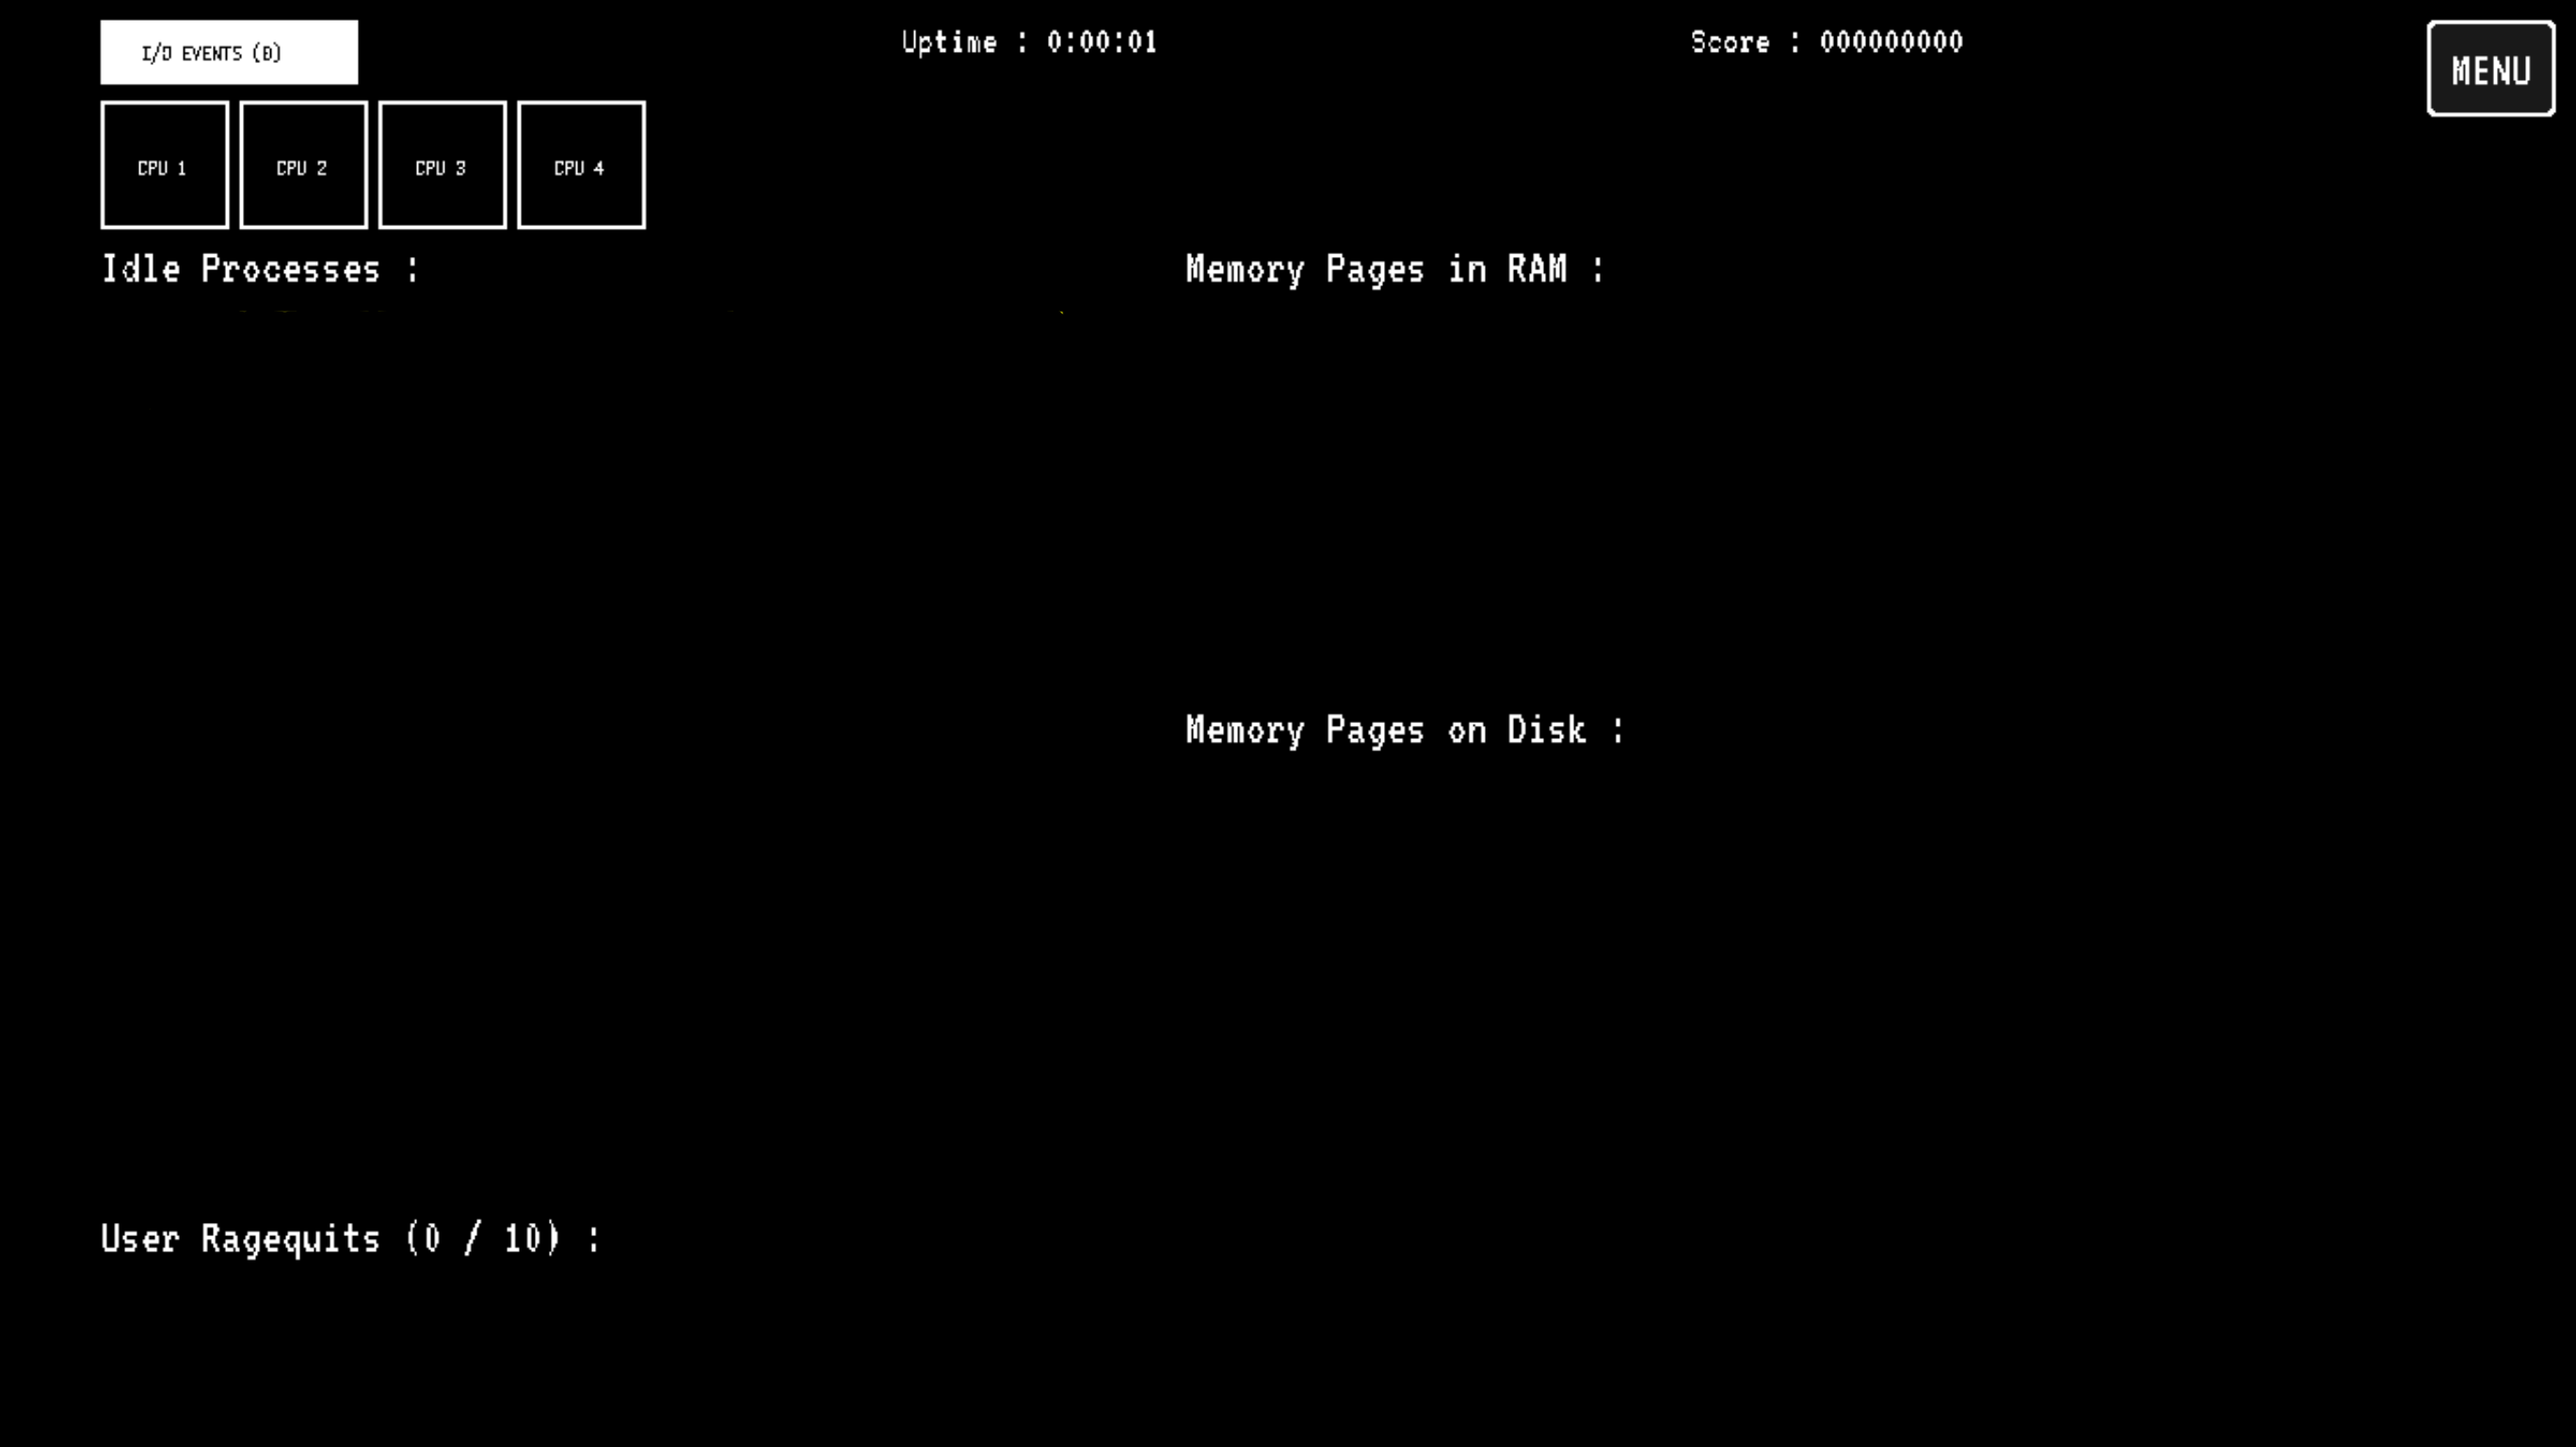 I/O EVENTS (0)
Uptime : 0:00:01
Score : 000000000
MENU
CPU 1
CPU 2
CPU 3
CPU 4
Idle Processes :
Memory Pages in RAM :
Memory Pages on Disk :
User Ragequits (0 / 10) :